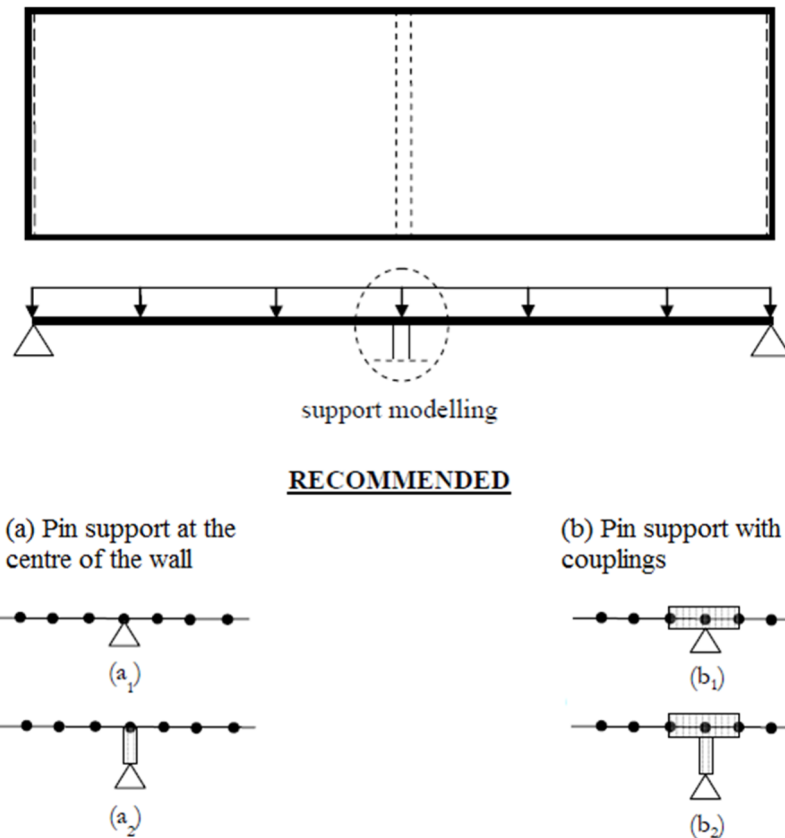 support modelling
RECOMMENDED
(a) Pin support at the
centre of the wall
(b) Pin support with
couplings
(a₁)
(b₁)
(a₂)
(b₂)